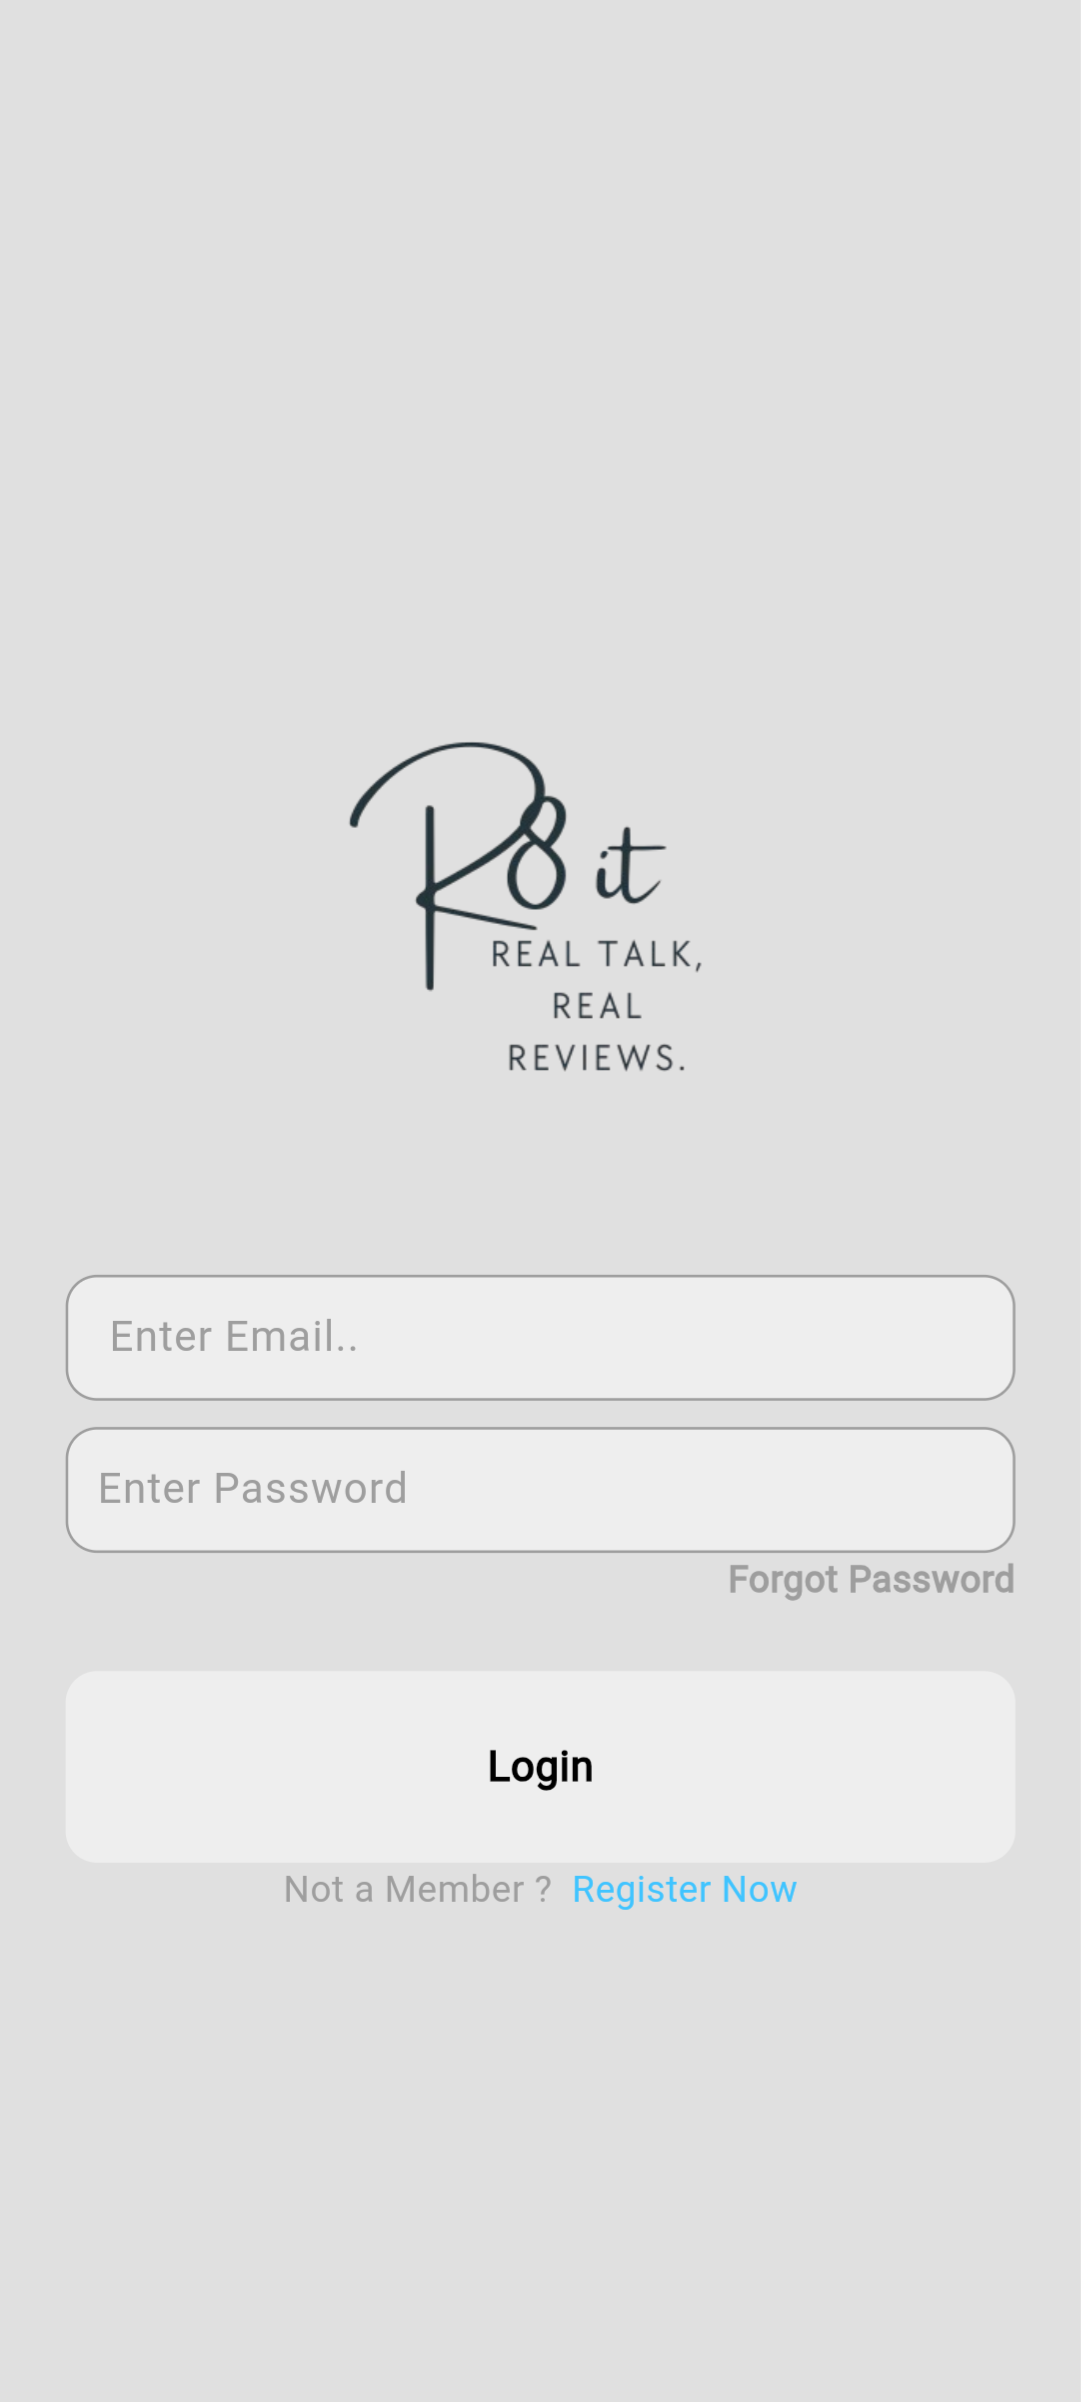 R8 it
REAL TALK,
REAL
REVIEWS.
Enter Email..
Enter Password
Forgot Password
Login
Not a Member ? Register Now